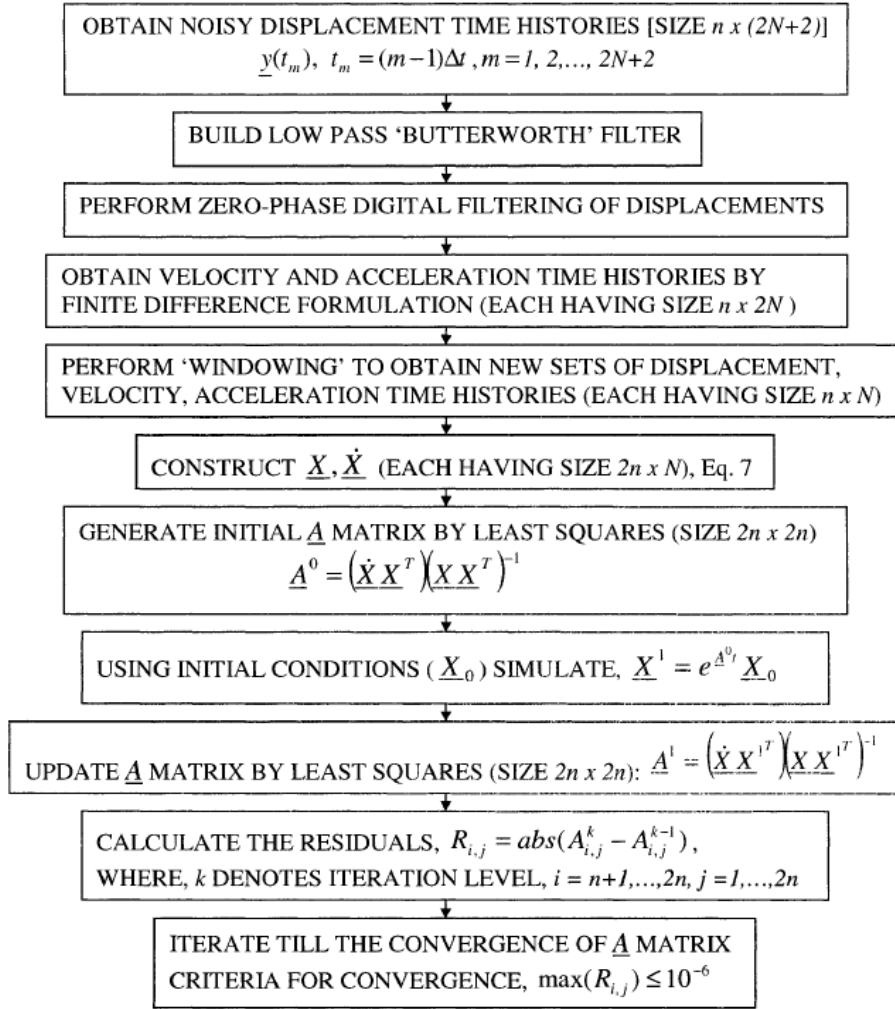 OBTAIN NOISY DISPLACEMENT TIME HISTORIES [SIZE n x (2N+2)]
y(t_m), t_m = (m−1)Δt , m = 1, 2,..., 2N+2
BUILD LOW PASS ‘BUTTERWORTH’ FILTER
PERFORM ZERO-PHASE DIGITAL FILTERING OF DISPLACEMENTS
OBTAIN VELOCITY AND ACCELERATION TIME HISTORIES BY
FINITE DIFFERENCE FORMULATION (EACH HAVING SIZE n x 2N )
PERFORM ‘WINDOWING’ TO OBTAIN NEW SETS OF DISPLACEMENT,
VELOCITY, ACCELERATION TIME HISTORIES (EACH HAVING SIZE n x N)
CONSTRUCT X, Ẋ (EACH HAVING SIZE 2n x N), Eq. 7
GENERATE INITIAL A MATRIX BY LEAST SQUARES (SIZE 2n x 2n)
A^0 = (Ẋ X^T)(X X^T)^−1
USING INITIAL CONDITIONS ( X_0 ) SIMULATE, X^1 = e^{A^0 t} X_0
UPDATE A MATRIX BY LEAST SQUARES (SIZE 2n x 2n): A^1 = (Ẋ X^{1^T})(X X^{1^T})^−1
CALCULATE THE RESIDUALS, R_{i,j} = abs(A^k_{i,j} − A^{k−1}_{i,j}) ,
WHERE, k DENOTES ITERATION LEVEL, i = n+1,...,2n, j =1,...,2n
ITERATE TILL THE CONVERGENCE OF A MATRIX
CRITERIA FOR CONVERGENCE, max(R_{i,j}) ≤ 10^−6